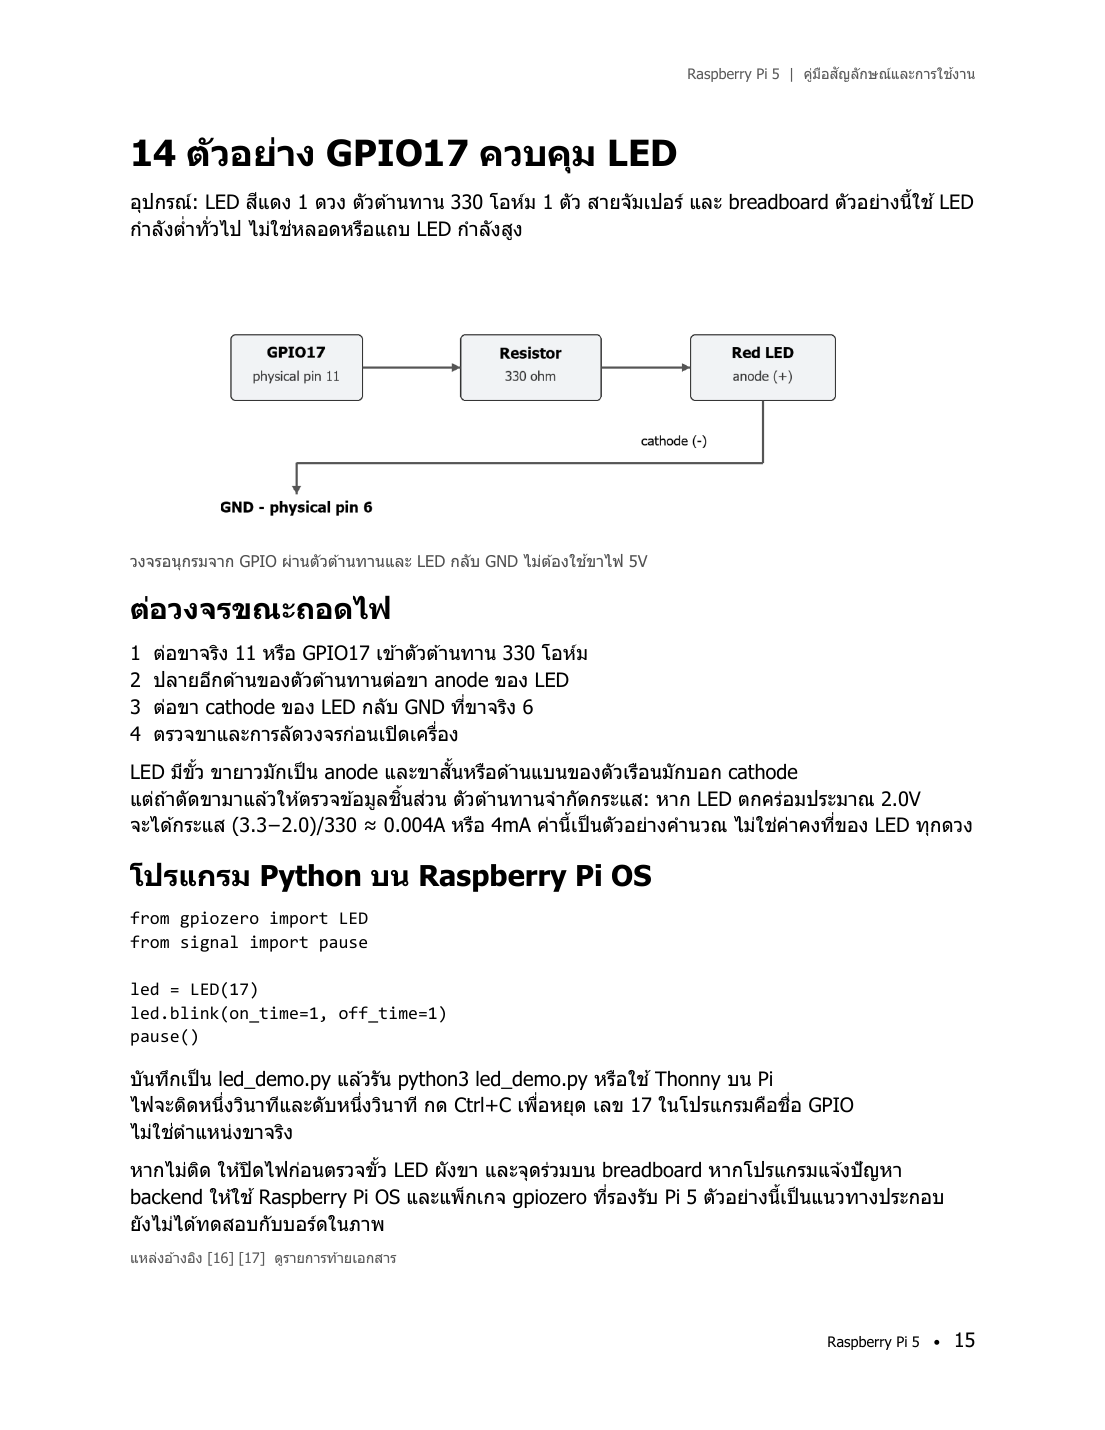 Raspberry Pi 5 | คู่มือสัญลักษณ์และการใช้งาน
14 ตัวอย่าง GPIO17 ควบคุม LED
อุปกรณ์: LED สีแดง 1 ดวง ตัวต้านทาน 330 โอห์ม 1 ตัว สายจัมเปอร์ และ breadboard ตัวอย่างนี้ใช้ LED
กำลังต่ำทั่วไป ไม่ใช่หลอดหรือแถบ LED กำลังสูง
GPIO17
physical pin 11
Resistor
330 ohm
Red LED
anode (+)
cathode (-)
GND - physical pin 6
วงจรอนุกรมจาก GPIO ผ่านตัวต้านทานและ LED กลับ GND ไม่ต้องใช้ขาไฟ 5V
ต่อวงจรขณะถอดไฟ
1 ต่อขาจริง 11 หรือ GPIO17 เข้าตัวต้านทาน 330 โอห์ม
2 ปลายอีกด้านของตัวต้านทานต่อขา anode ของ LED
3 ต่อขา cathode ของ LED กลับ GND ที่ขาจริง 6
4 ตรวจขาและการลัดวงจรก่อนเปิดเครื่อง
LED มีขั้ว ขายาวมักเป็น anode และขาสั้นหรือด้านแบนของตัวเรือนมักบอก cathode
แต่ถ้าตัดขามาแล้วให้ตรวจข้อมูลชิ้นส่วน ตัวต้านทานจำกัดกระแส: หาก LED ตกคร่อมประมาณ 2.0V
จะได้กระแส (3.3−2.0)/330 ≈ 0.004A หรือ 4mA ค่านี้เป็นตัวอย่างคำนวณ ไม่ใช่ค่าคงที่ของ LED ทุกดวง
โปรแกรม Python บน Raspberry Pi OS
from gpiozero import LED
from signal import pause
led = LED(17)
led.blink(on_time=1, off_time=1)
pause()
บันทึกเป็น led_demo.py แล้วรัน python3 led_demo.py หรือใช้ Thonny บน Pi
ไฟจะติดหนึ่งวินาทีและดับหนึ่งวินาที กด Ctrl+C เพื่อหยุด เลข 17 ในโปรแกรมคือชื่อ GPIO
ไม่ใช่ตำแหน่งขาจริง
หากไม่ติด ให้ปิดไฟก่อนตรวจขั้ว LED ผังขา และจุดร่วมบน breadboard หากโปรแกรมแจ้งปัญหา
backend ให้ใช้ Raspberry Pi OS และแพ็กเกจ gpiozero ที่รองรับ Pi 5 ตัวอย่างนี้เป็นแนวทางประกอบ
ยังไม่ได้ทดสอบกับบอร์ดในภาพ
แหล่งอ้างอิง [16] [17] ดูรายการท้ายเอกสาร
Raspberry Pi 5 • 15